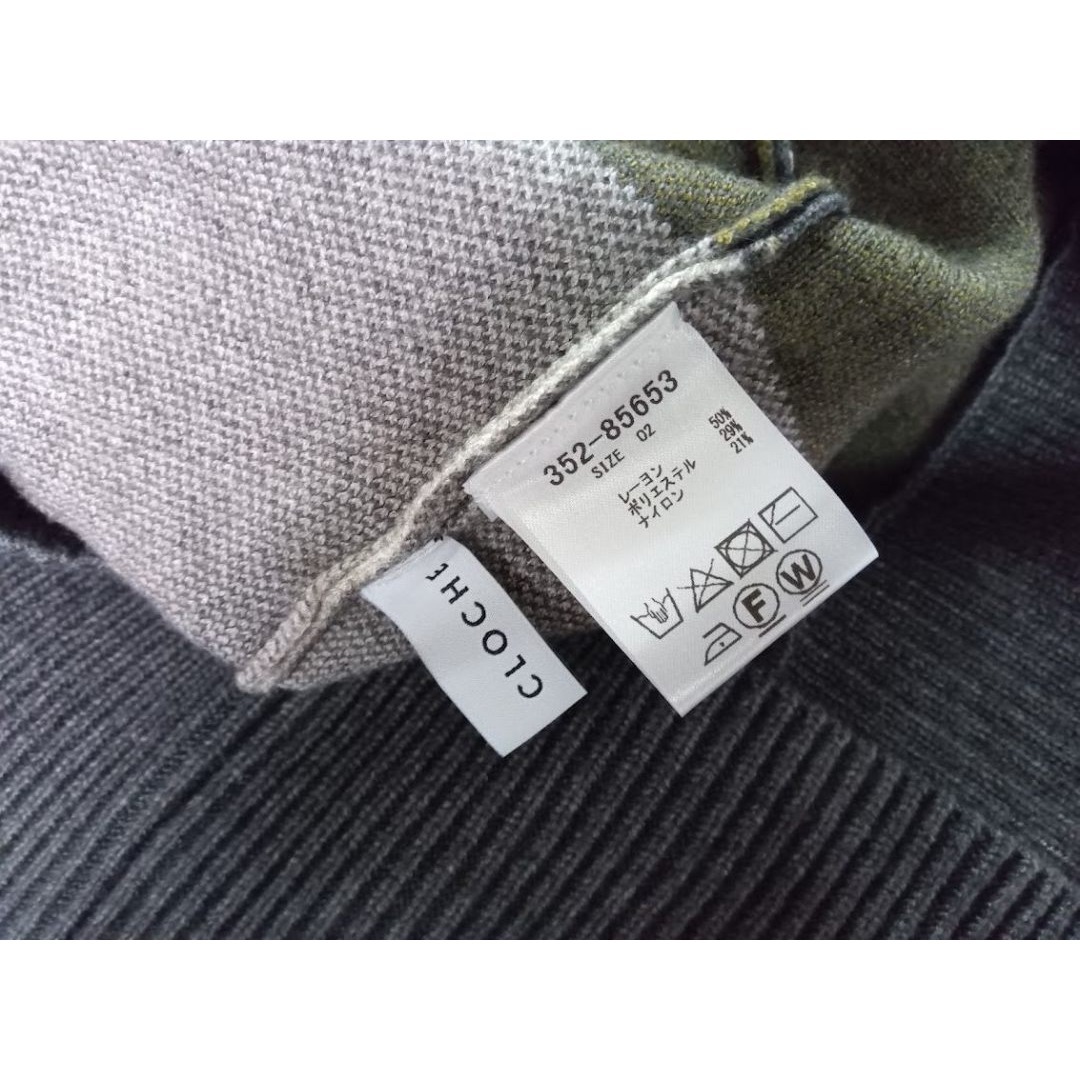 352-85653
SIZE 02
レーヨン 50%
ポリエステル 29%
ナイロン 21%
F W
CLOCHE